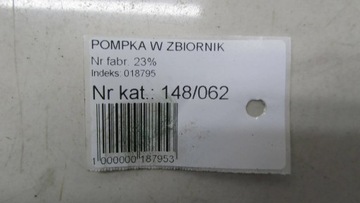 POMPKA W ZBIORNIK
Nr fabr. 23%
Indeks: 018795
Nr kat.: 148/062
1 000000 187953